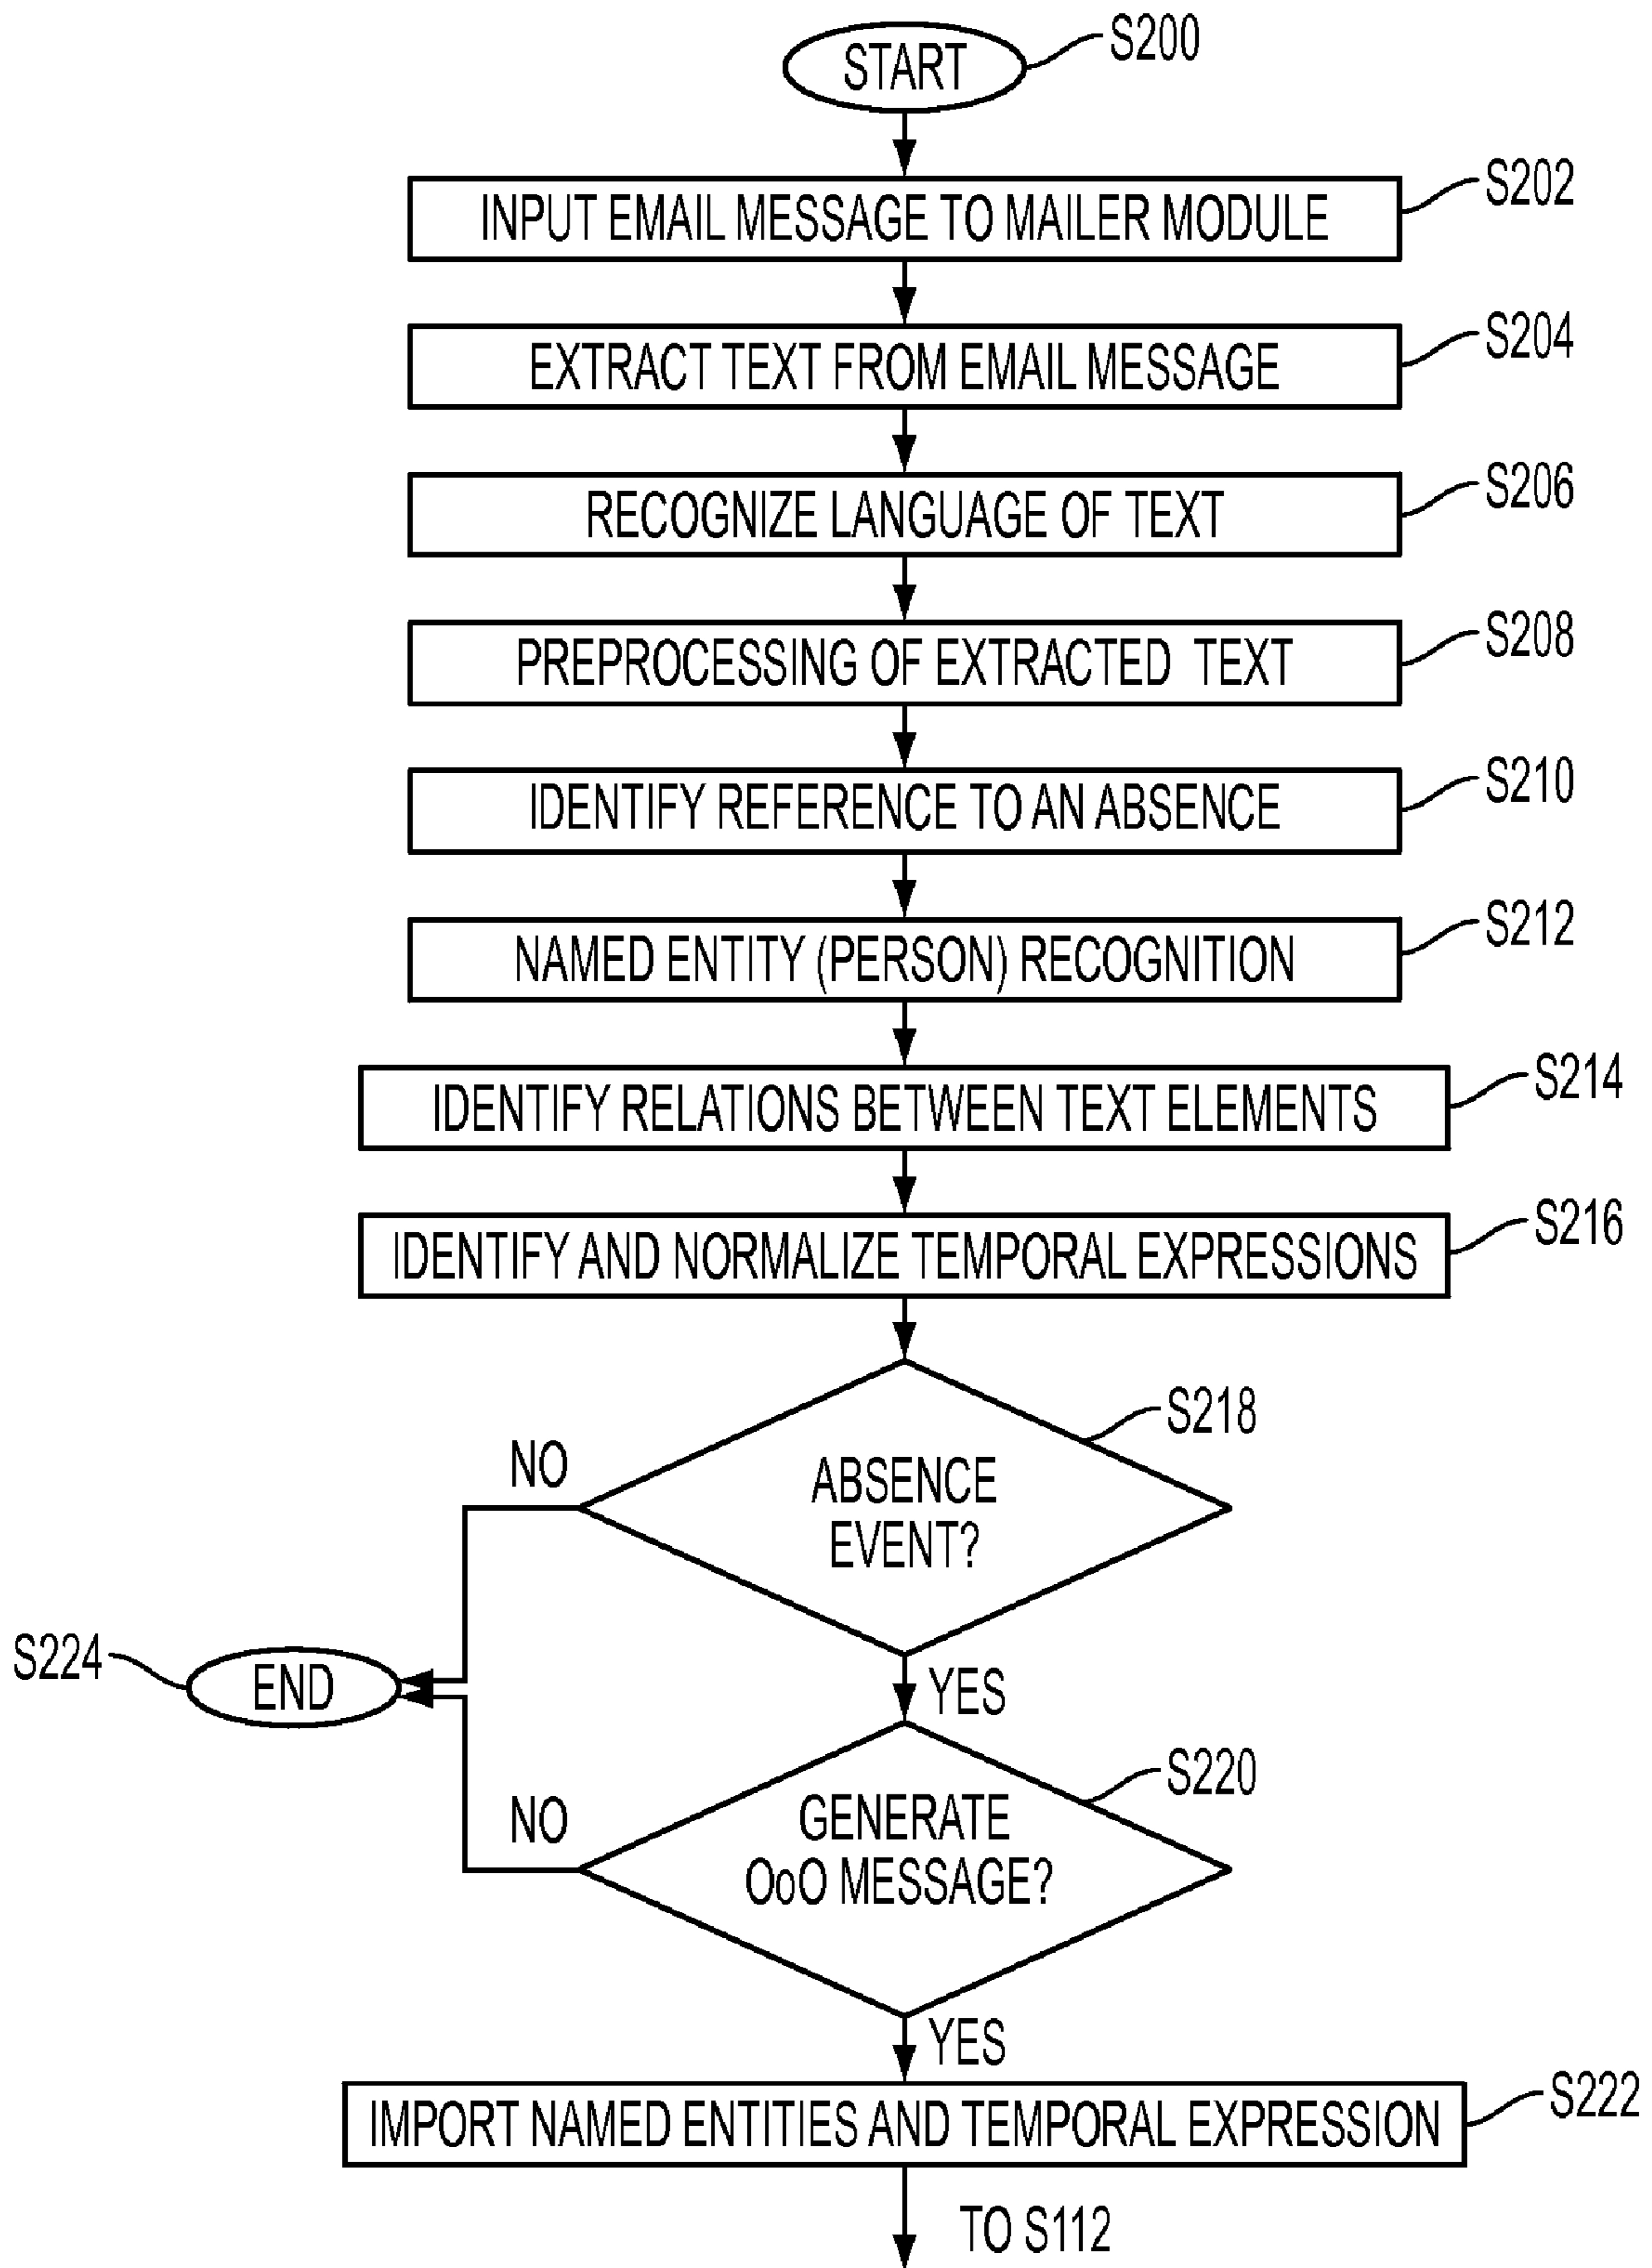 START
S200
INPUT EMAIL MESSAGE TO MAILER MODULE
S202
EXTRACT TEXT FROM EMAIL MESSAGE
S204
RECOGNIZE LANGUAGE OF TEXT
S206
PREPROCESSING OF EXTRACTED TEXT
S208
IDENTIFY REFERENCE TO AN ABSENCE
S210
NAMED ENTITY (PERSON) RECOGNITION
S212
IDENTIFY RELATIONS BETWEEN TEXT ELEMENTS
S214
IDENTIFY AND NORMALIZE TEMPORAL EXPRESSIONS
S216
S218
NO
ABSENCE
EVENT?
S224
END
YES
S220
NO
GENERATE
OoO MESSAGE?
YES
S222
IMPORT NAMED ENTITIES AND TEMPORAL EXPRESSION
TO S112